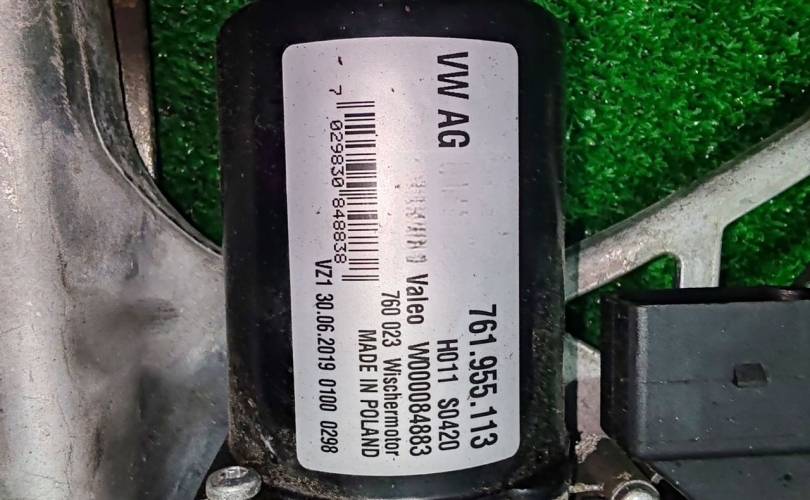 VW AG
761.955.113
H011 S0420
Valeo W000084883
760 023 Wischermotor-
MADE IN POLAND
7 029830 848838
VZ1 30.06.2019 0100 0298